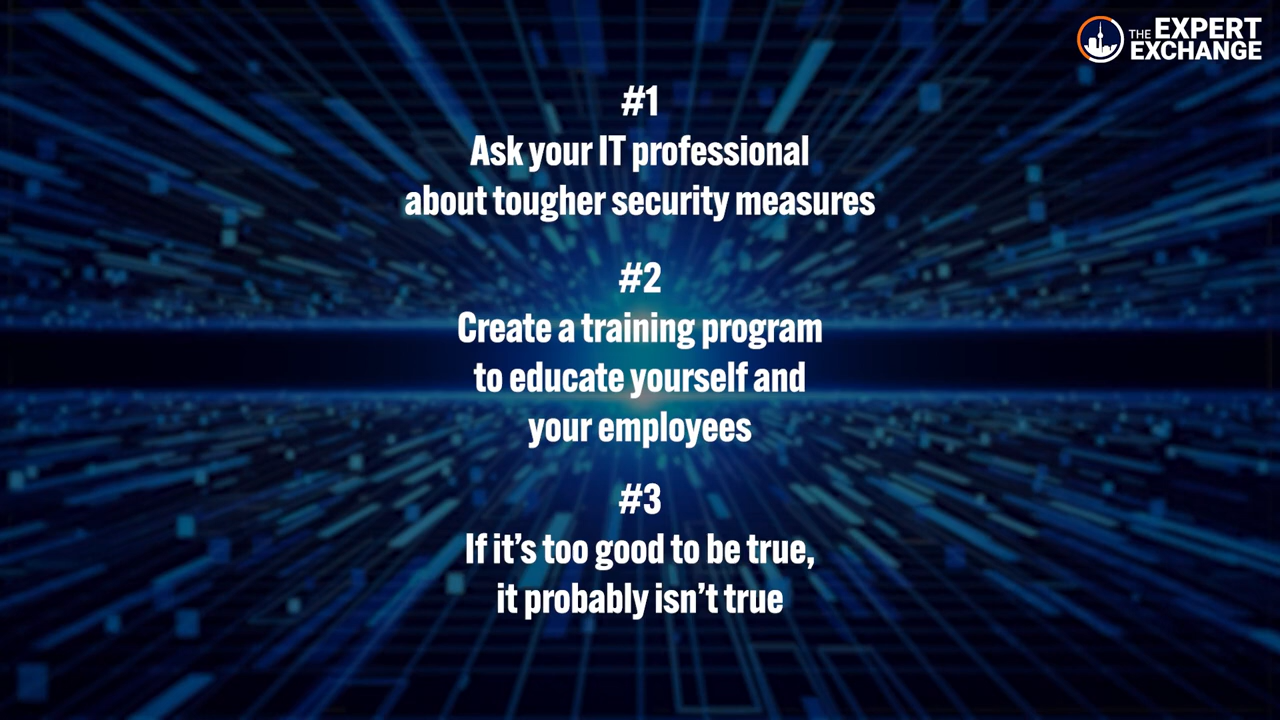 THE EXPERT
EXCHANGE
#1
Ask your IT professional
about tougher security measures
#2
Create a training program
to educate yourself and
your employees
#3
If it’s too good to be true,
it probably isn’t true